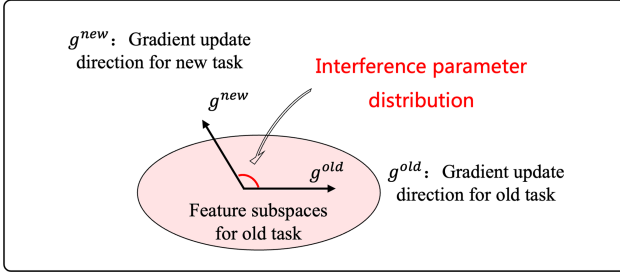 g^{new}: Gradient update
direction for new task
Interference parameter
distribution
g^{new}
g^{old}
g^{old}: Gradient update
direction for old task
Feature subspaces
for old task